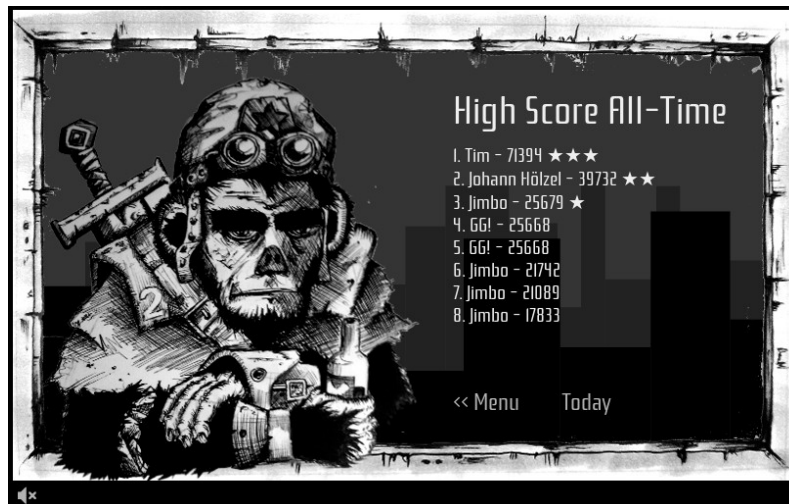 High Score All-Time
1. Tim - 71394 ★★★
2. Johann Hölzel - 39732 ★★
3. Jimbo - 25679 ★
4. GG! - 25668
5. GG! - 25668
6. Jimbo - 21742
7. Jimbo - 21089
8. Jimbo - 17833
2
<< Menu Today